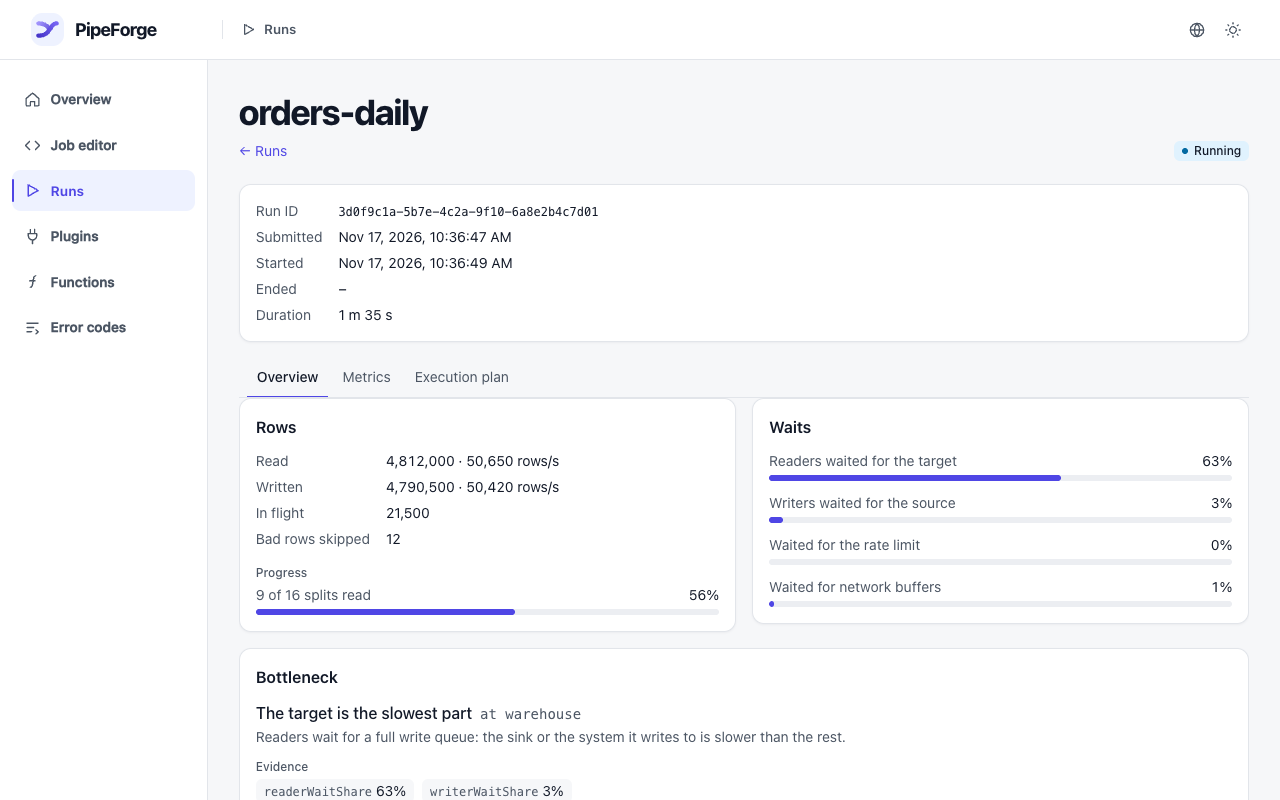 PipeForge
Runs
Overview
Job editor
Runs
Plugins
Functions
Error codes
orders-daily
← Runs
Running
Run ID 3d0f9c1a-5b7e-4c2a-9f10-6a8e2b4c7d01
Submitted Nov 17, 2026, 10:36:47 AM
Started Nov 17, 2026, 10:36:49 AM
Ended –
Duration 1 m 35 s
Overview Metrics Execution plan
Rows
Read 4,812,000 · 50,650 rows/s
Written 4,790,500 · 50,420 rows/s
In flight 21,500
Bad rows skipped 12
Progress
9 of 16 splits read 56%
Waits
Readers waited for the target 63%
Writers waited for the source 3%
Waited for the rate limit 0%
Waited for network buffers 1%
Bottleneck
The target is the slowest part at warehouse
Readers wait for a full write queue: the sink or the system it writes to is slower than the rest.
Evidence
readerWaitShare 63% writerWaitShare 3%